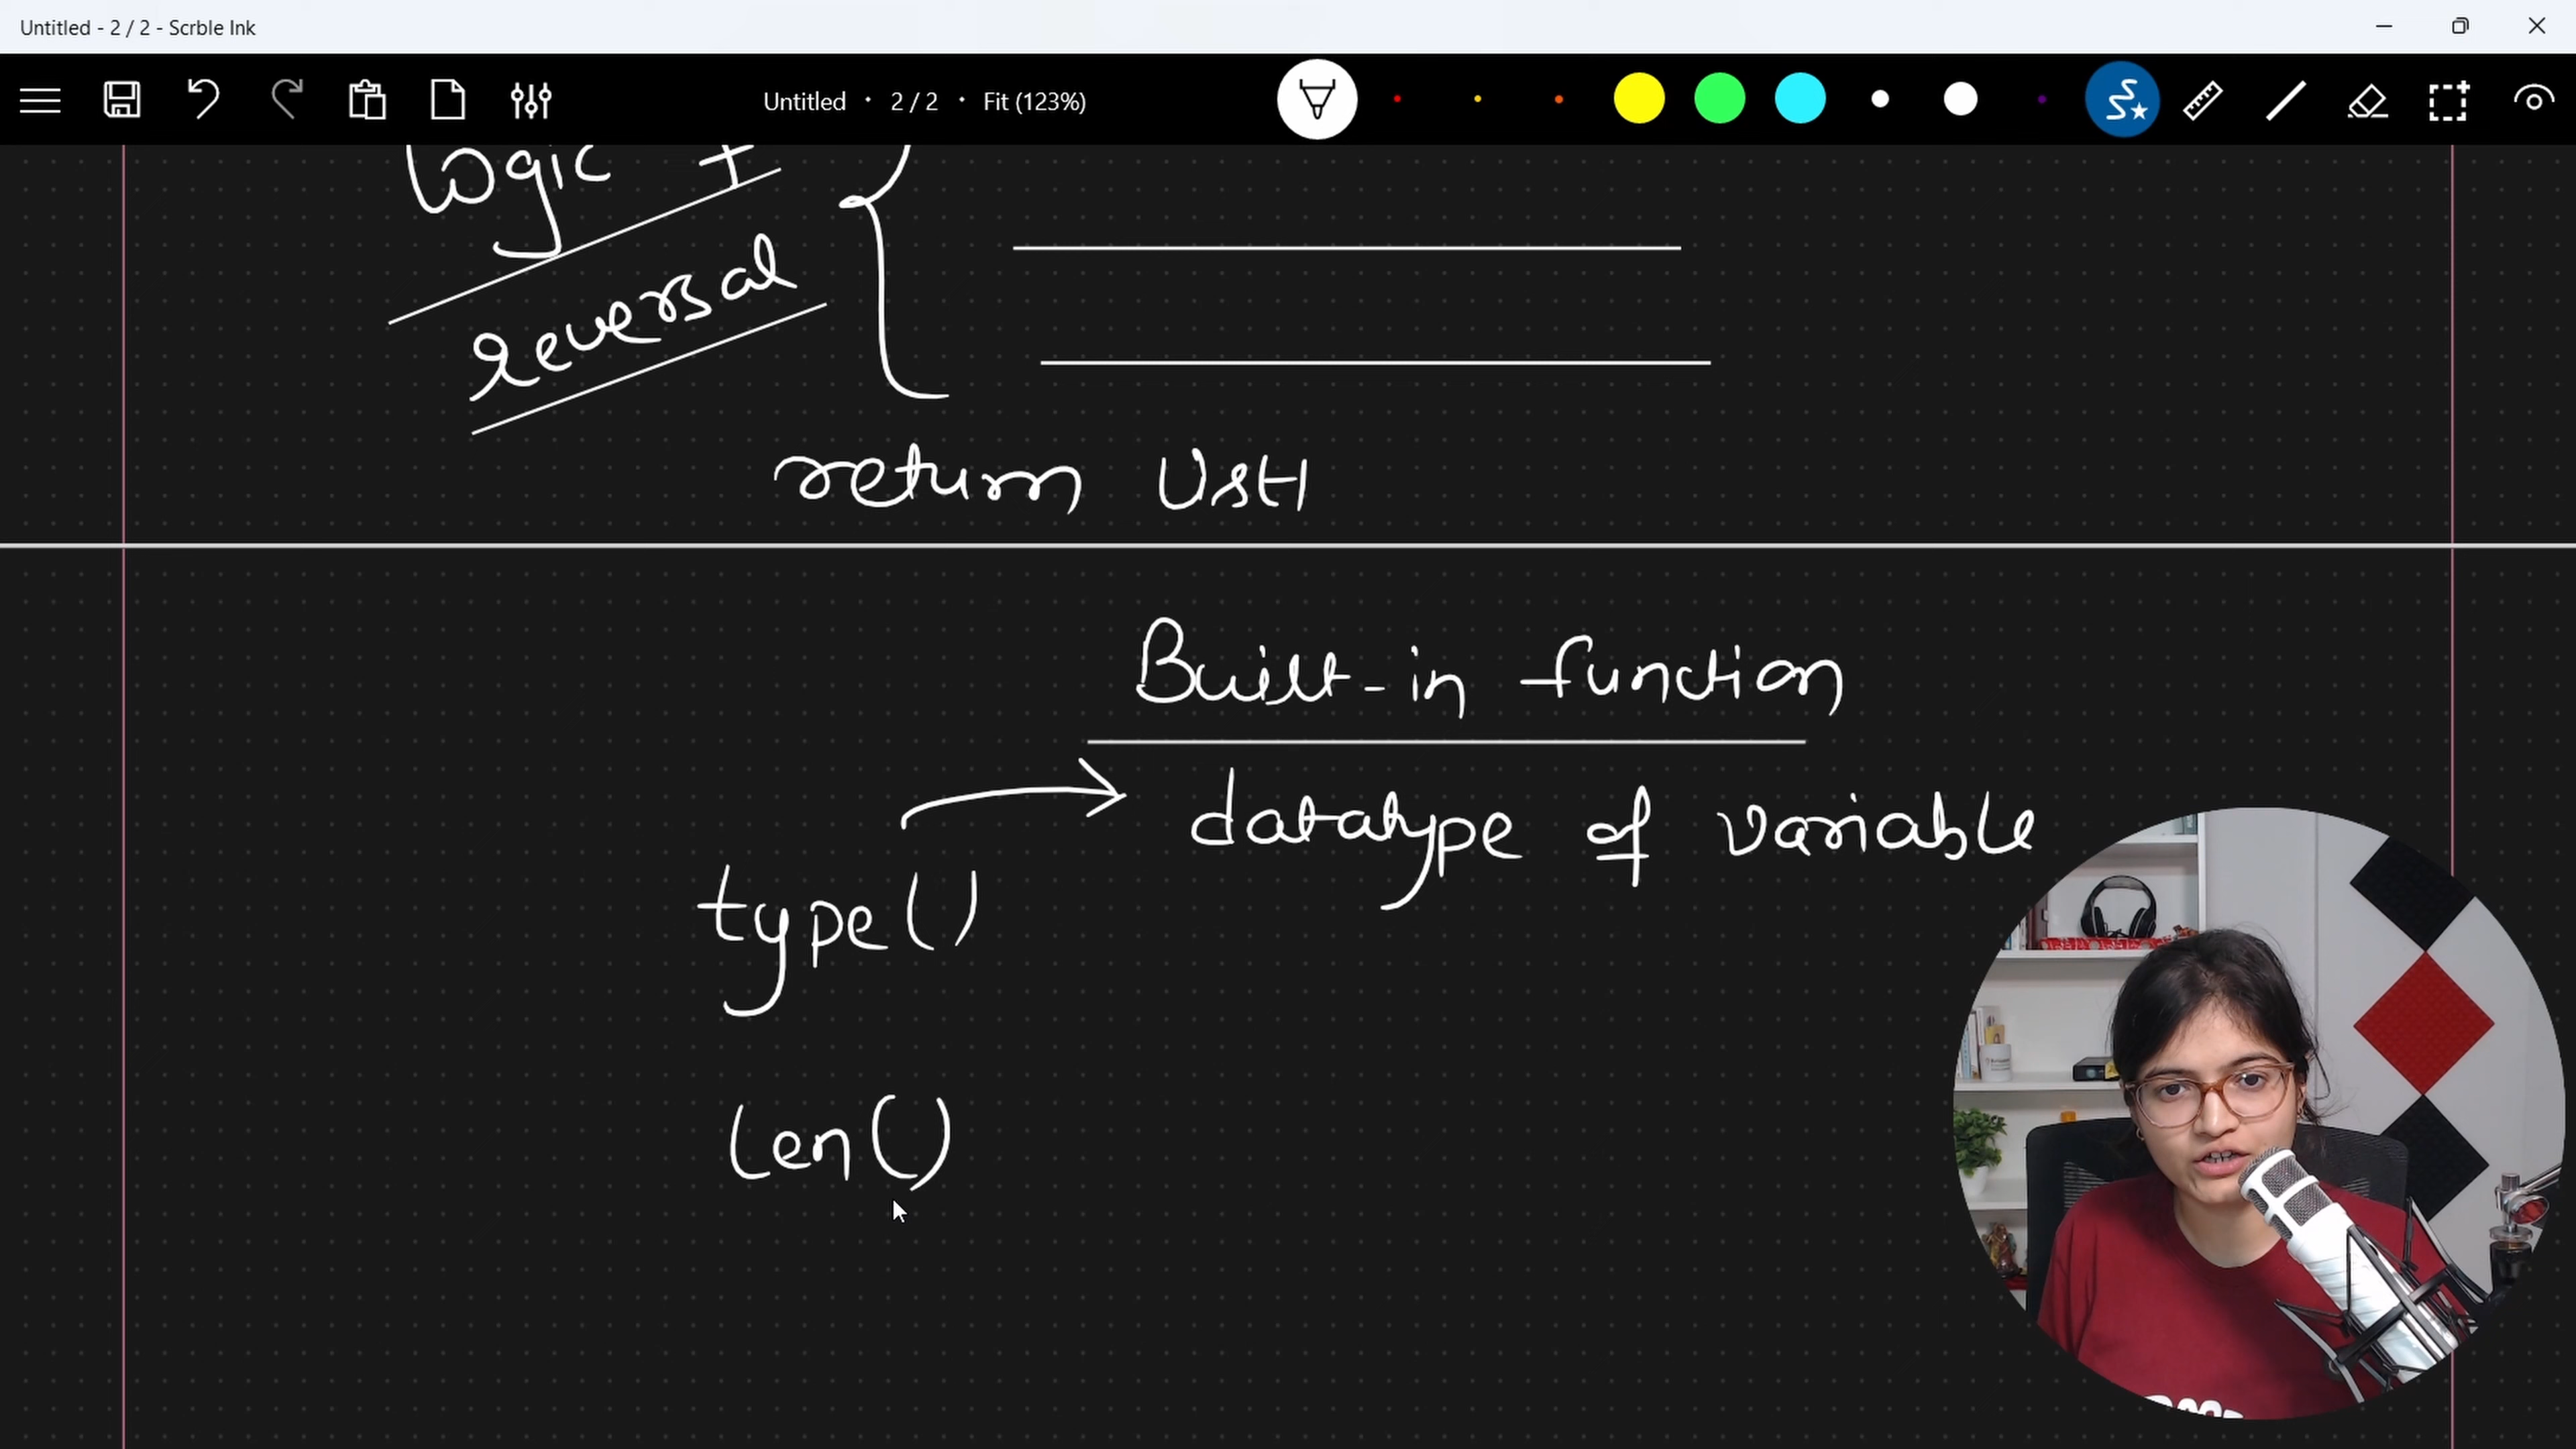 Untitled - 2 / 2 - Scrble Ink
Untitled • 2 / 2 • Fit (123%)
Logic I
reversal
return
Built-in function
datatype of variable
type()
len()